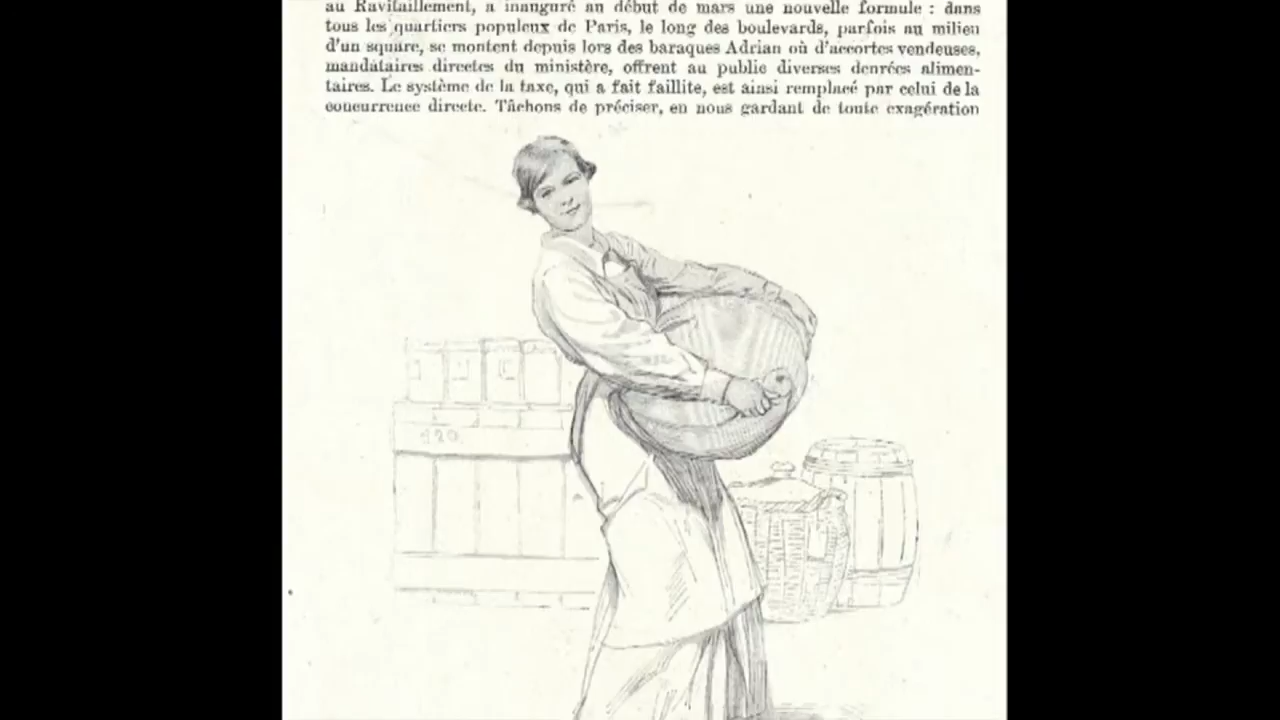 au Ravitaillement, a inauguré au début de mars une nouvelle formule : dans
tous les quartiers populeux de Paris, le long des boulevards, parfois au milieu
d'un square, se montent depuis lors des baraques Adrian où d'accortes vendeuses,
mandataires directes du ministère, offrent au public diverses denrées alimen-
taires. Le système de la taxe, qui a fait faillite, est ainsi remplacé par celui de la
concurrence directe. Tâchons de préciser, en nous gardant de toute exagération
420